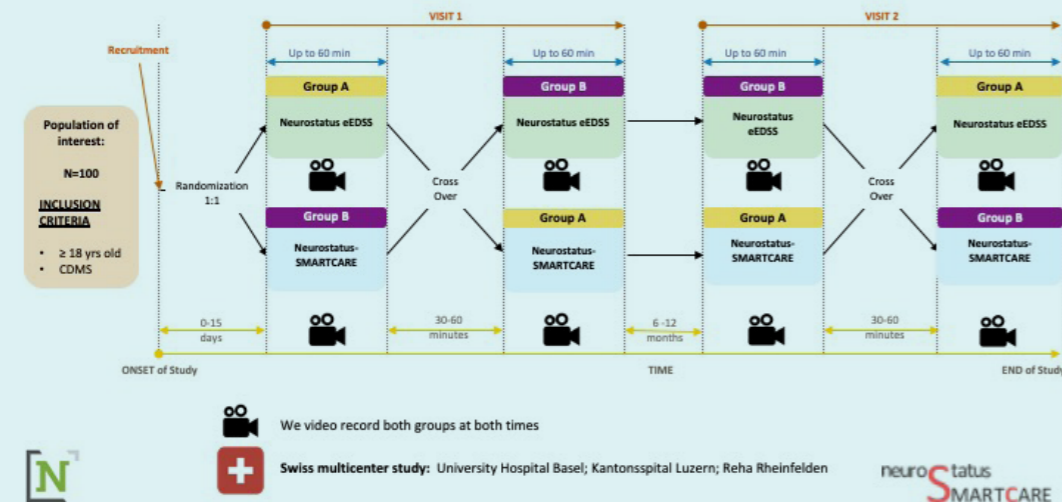 VISIT 1
VISIT 2
Recruitment
Up to 60 min
Up to 60 min
Up to 60 min
Up to 60 min
Group A
Group B
Group B
Group A
Neurostatus eEDSS
Neurostatus eEDSS
Neurostatus
eEDSS
Neurostatus eEDSS
Population of
interest:
N=100
INCLUSION
CRITERIA
• ≥ 18 yrs old
• CDMS
Randomization
1:1
Cross
Over
Cross
Over
Group B
Group A
Group A
Group B
Neurostatus-
SMARTCARE
Neurostatus-
SMARTCARE
Neurostatus-
SMARTCARE
Neurostatus-
SMARTCARE
0-15
days
30-60
minutes
6 -12
months
30-60
minutes
ONSET of Study
TIME
END of Study
We video record both groups at both times
Swiss multicenter study: University Hospital Basel; Kantonsspital Luzern; Reha Rheinfelden
N
neuroStatus
SMARTCARE